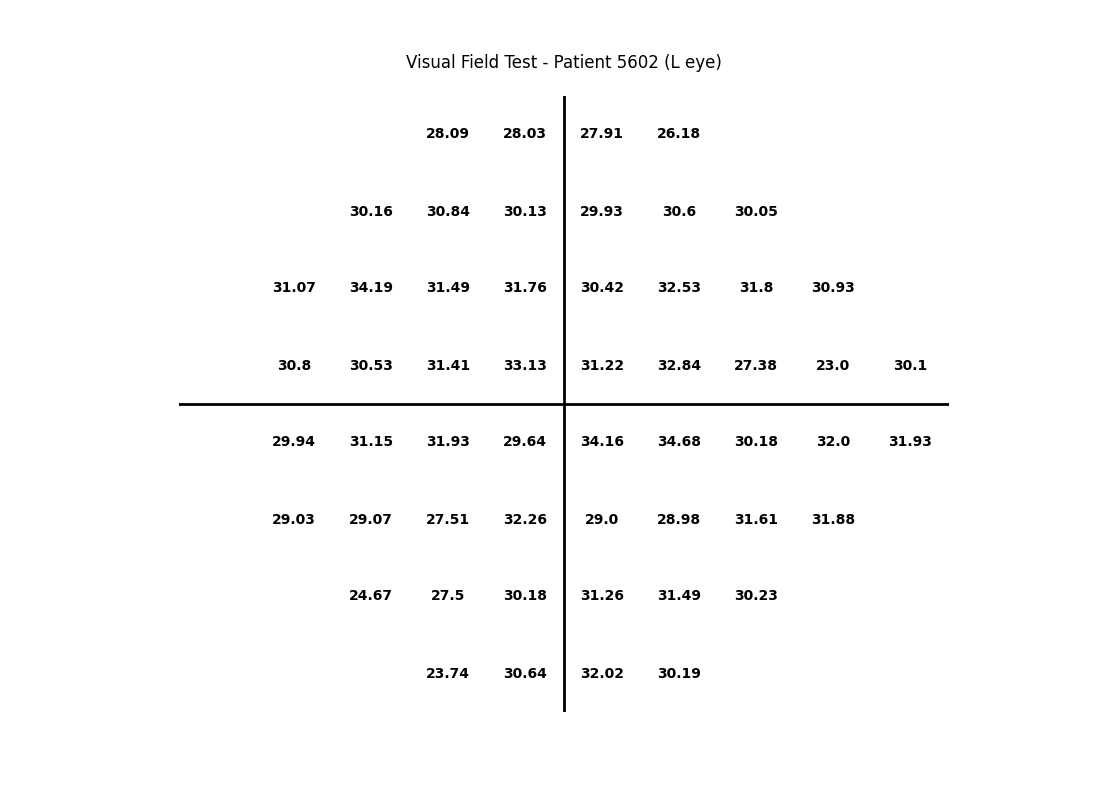 Visual Field Test - Patient 5602 (L eye)
28.09 28.03 27.91 26.18
30.16 30.84 30.13 29.93 30.6 30.05
31.07 34.19 31.49 31.76 30.42 32.53 31.8 30.93
30.8 30.53 31.41 33.13 31.22 32.84 27.38 23.0 30.1
29.94 31.15 31.93 29.64 34.16 34.68 30.18 32.0 31.93
29.03 29.07 27.51 32.26 29.0 28.98 31.61 31.88
24.67 27.5 30.18 31.26 31.49 30.23
23.74 30.64 32.02 30.19